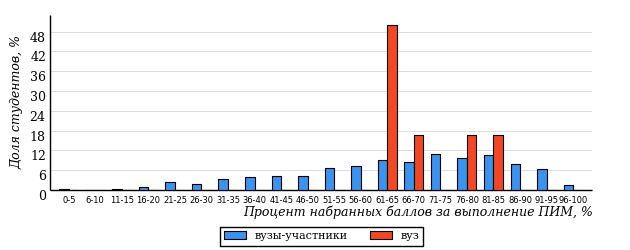 Доля студентов, %
48
42
36
30
24
18
12
6
0
0-5 6-10 11-15 16-20 21-25 26-30 31-35 36-40 41-45 46-50 51-55 56-60 61-65 66-70 71-75 76-80 81-85 86-90 91-95 96-100
Процент набранных баллов за выполнение ПИМ, %
вузы-участники вуз